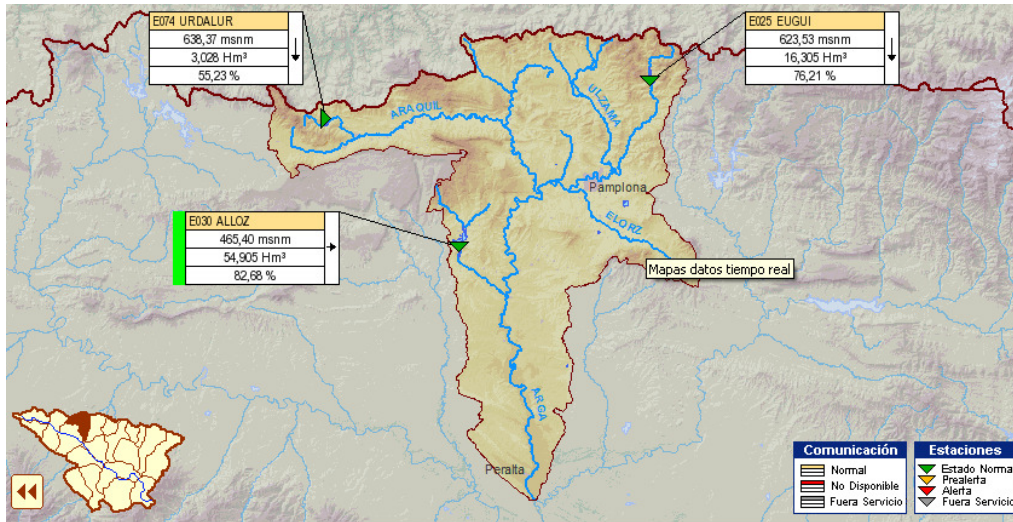 E074 URDALUR
638,37 msnm
3,028 Hm³
55,23 %
E025 EUGUI
623,53 msnm
16,305 Hm³
76,21 %
ARAQUIL
ULZAMA
Pamplona
ELORZ
E030 ALLOZ
465,40 msnm
54,905 Hm³
82,68 %
Mapas datos tiempo real
ARGA
Peralta
Comunicación
Normal
No Disponible
Fuera Servicio
Estaciones
Estado Norma
Prealerta
Alerta
Fuera Servicio